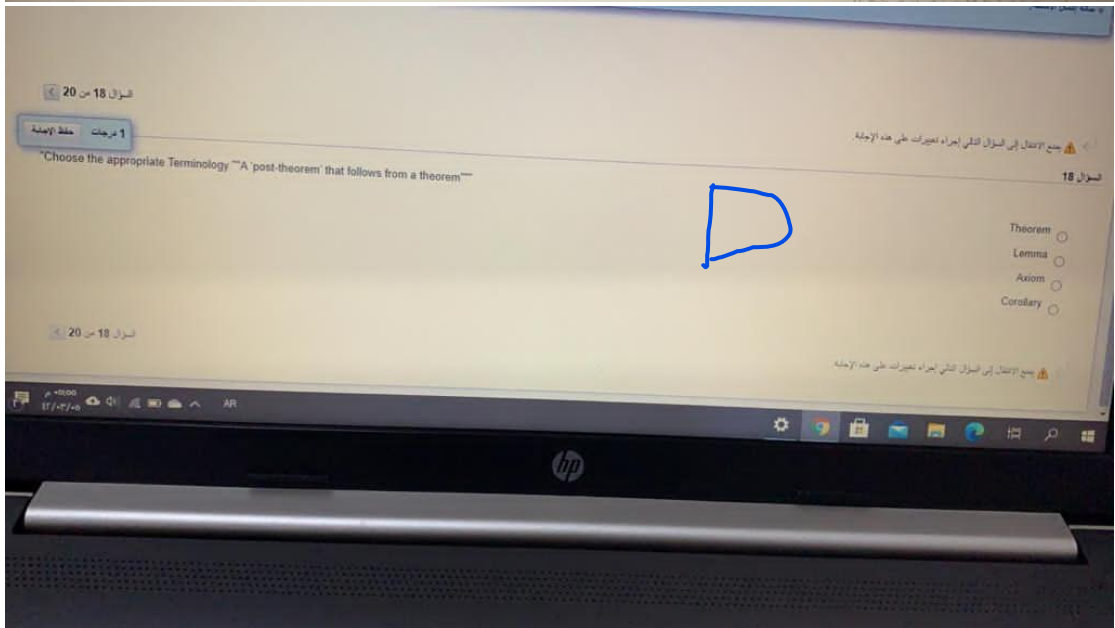 السؤال 18 من 20
1 درجات حفظ الإجابة
يمنع الانتقال إلى السؤال التالي إجراء تغييرات على هذه الإجابة.
السؤال 18
"Choose the appropriate Terminology ""A 'post-theorem' that follows from a theorem"""
D
Theorem
Lemma
Axiom
Corollary
السؤال 18 من 20
يمنع الانتقال إلى السؤال التالي إجراء تغييرات على هذه الإجابة
AR
hp